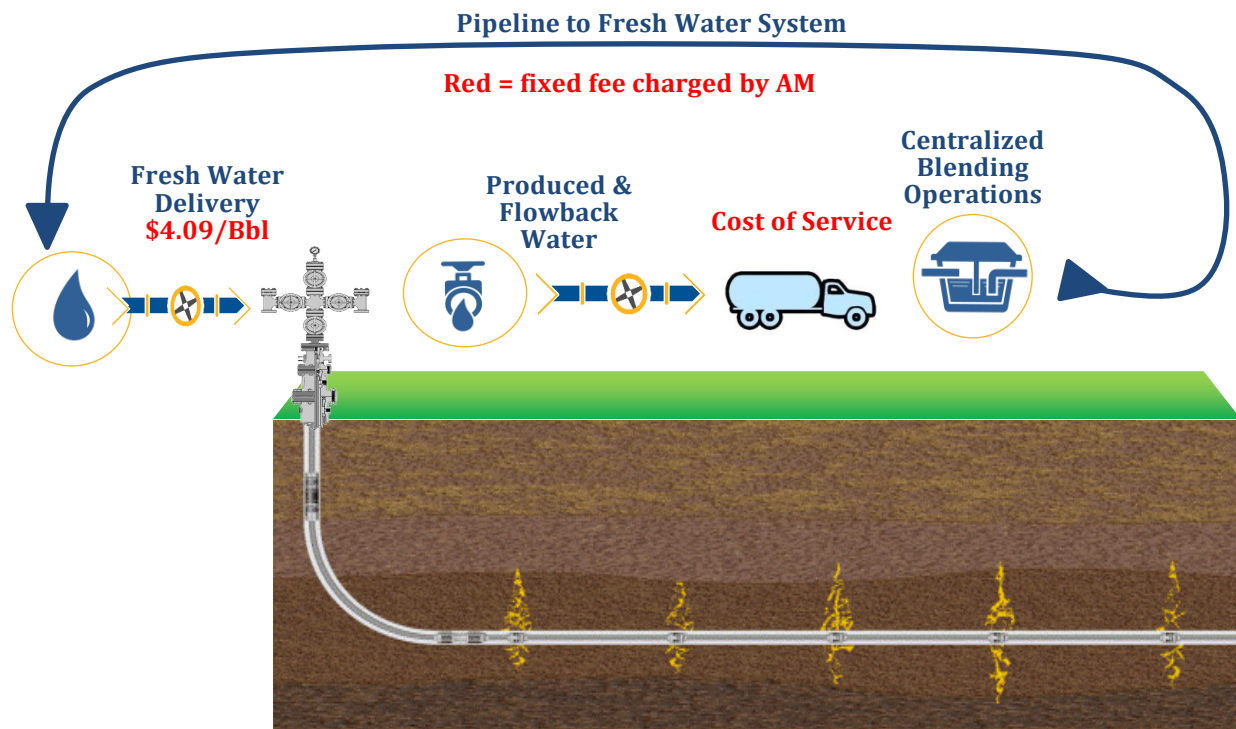 Pipeline to Fresh Water System
Red = fixed fee charged by AM
Fresh Water
Delivery
$4.09/Bbl
Produced &
Flowback
Water
Cost of Service
Centralized
Blending
Operations